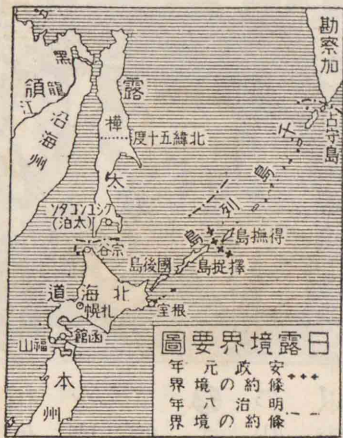 勘察加
占守島
千島列島
得撫島
擇捉島
國後島
根室
露領
黑龍江
沿海州
樺太
北緯五十度
クシユンコタン
(大泊)
宗谷
北海道
札幌
函館
福山
本州
日露境界要圖
安政元年
條約の境界
明治八年
條約の境界